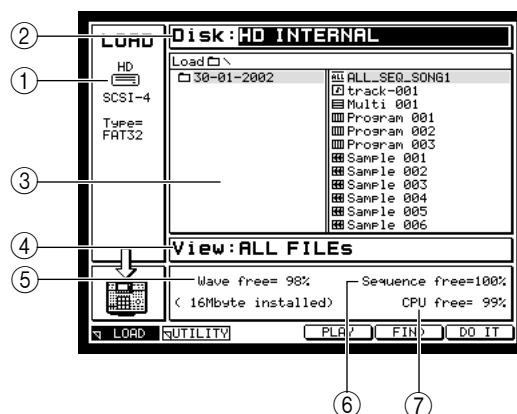 ② LOAD Disk:HD INTERNAL
Load \
① HD
SCSI-4
Type=
FAT32
30-01-2002
ALL ALL_SEQ_SONG1
track-001
Multi 001
Program 001
Program 002
Program 003
Sample 001
Sample 002
Sample 003
Sample 004
Sample 005
Sample 006
③
④ View:ALL FILEs
⑤ Wave free= 98%
( 16Mbyte installed)
Sequence free=100%
CPU free= 99%
LOAD UTILITY PLAY FIND DO IT
⑥ ⑦